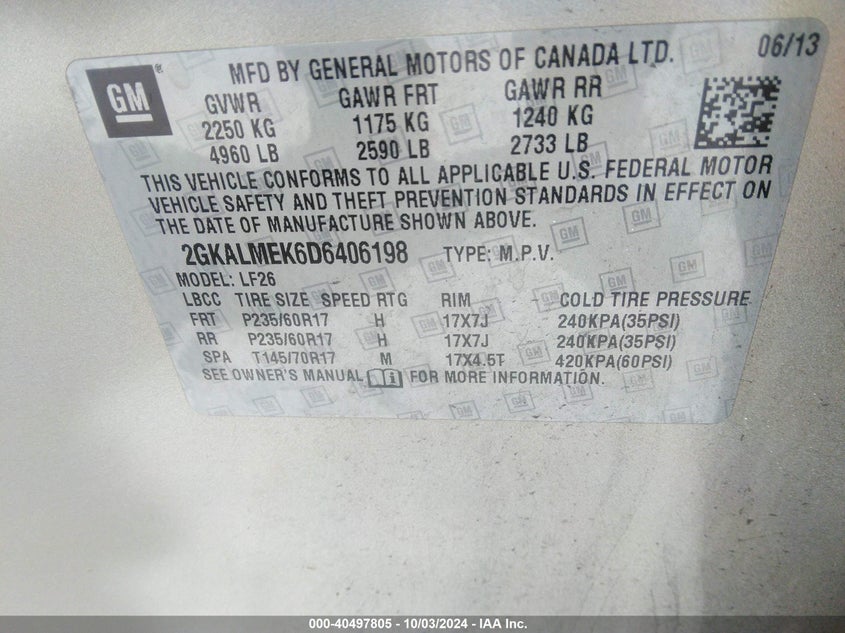 GM®
MFD BY GENERAL MOTORS OF CANADA LTD. 06/13
GVWR GAWR FRT GAWR RR
2250 KG 1175 KG 1240 KG
4960 LB 2590 LB 2733 LB
THIS VEHICLE CONFORMS TO ALL APPLICABLE U.S. FEDERAL MOTOR
VEHICLE SAFETY AND THEFT PREVENTION STANDARDS IN EFFECT ON
THE DATE OF MANUFACTURE SHOWN ABOVE.
2GKALMEK6D6406198 TYPE: M.P.V.
MODEL: LF26
LBCC TIRE SIZE SPEED RTG RIM COLD TIRE PRESSURE
FRT P235/60R17 H 17X7J 240KPA(35PSI)
RR P235/60R17 H 17X7J 240KPA(35PSI)
SPA T145/70R17 M 17X4.5T 420KPA(60PSI)
SEE OWNER'S MANUAL FOR MORE INFORMATION.
000-40497805 - 10/03/2024 - IAA Inc.